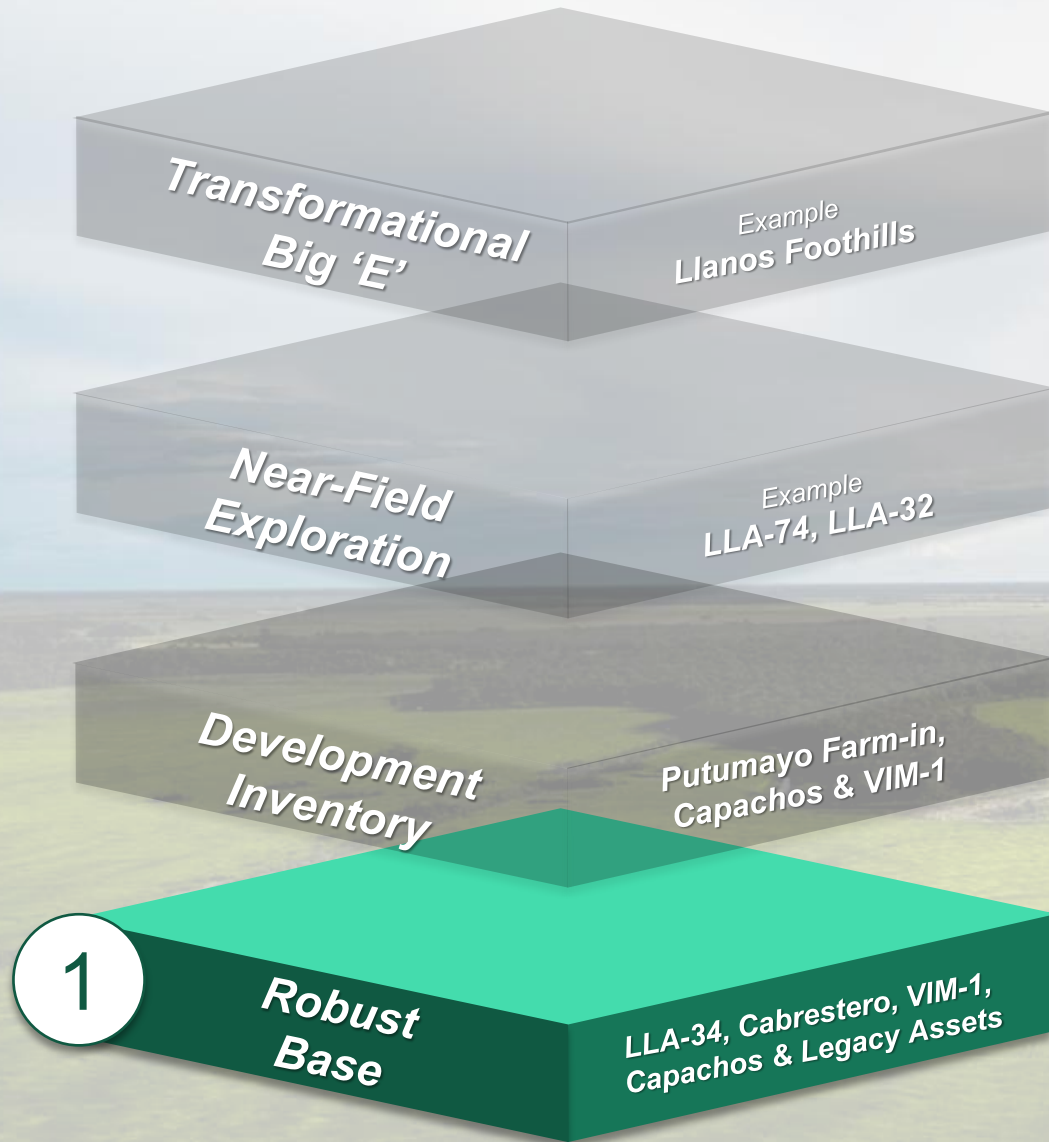 Transformational
Big ‘E’
Example
Llanos Foothills
Near-Field
Exploration
Example
LLA-74, LLA-32
Development
Inventory
Putumayo Farm-in,
Capachos & VIM-1
1
Robust
Base
LLA-34, Cabrestero, VIM-1,
Capachos & Legacy Assets